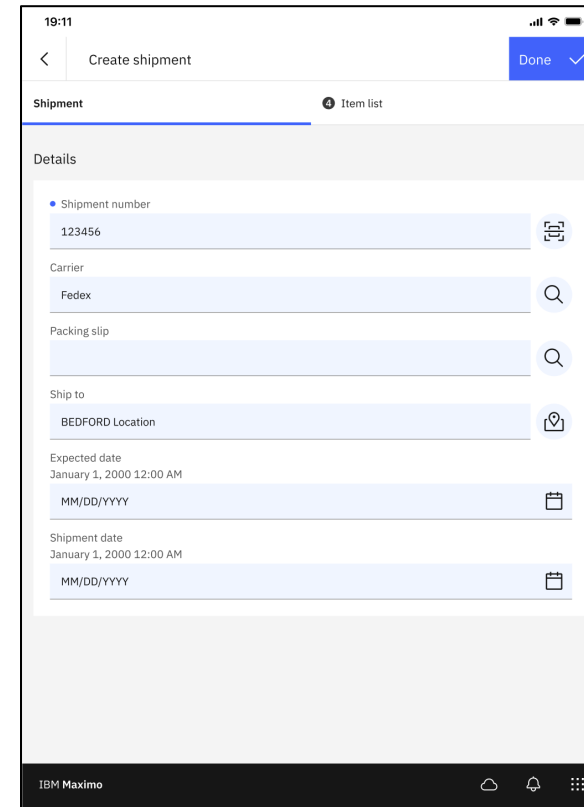 19:11
Create shipment
Done
Shipment
4 Item list
Details
Shipment number
123456
Carrier
Fedex
Packing slip
Ship to
BEDFORD Location
Expected date
January 1, 2000 12:00 AM
MM/DD/YYYY
Shipment date
January 1, 2000 12:00 AM
MM/DD/YYYY
IBM Maximo